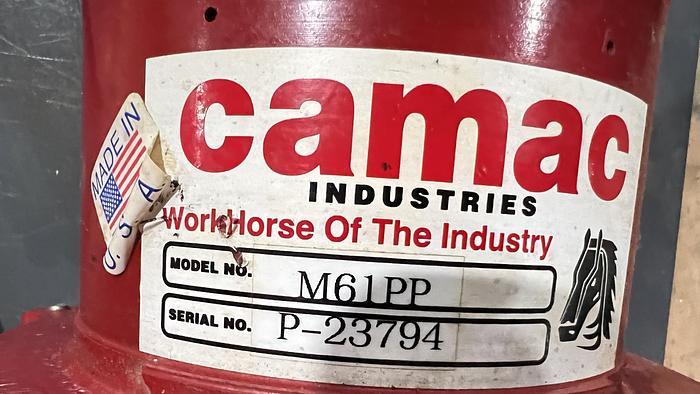 camac
INDUSTRIES
WorkHorse Of The Industry
MODEL NO. M61PP
SERIAL NO. P-23794
MADE IN
U. S. A